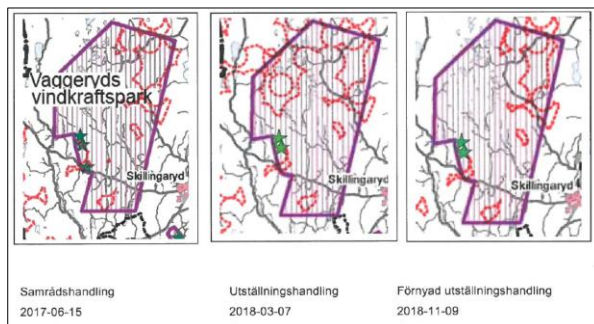 Vaggeryds
vindkraftspark
Skillingaryd
Skillingaryd
Skillingaryd
Samrådshandling
2017-06-15
Utställningshandling
2018-03-07
Förnyad utställningshandling
2018-11-09